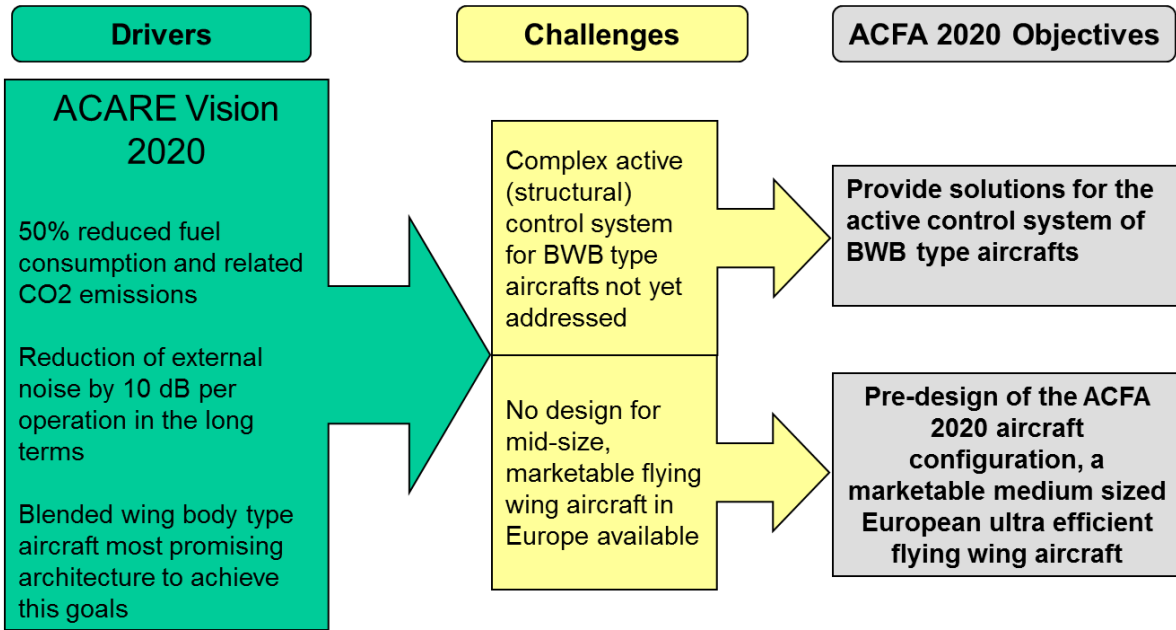 Drivers
Challenges
ACFA 2020 Objectives
ACARE Vision
2020
50% reduced fuel
consumption and related
CO2 emissions
Reduction of external
noise by 10 dB per
operation in the long
terms
Blended wing body type
aircraft most promising
architecture to achieve
this goals
Complex active
(structural)
control system
for BWB type
aircrafts not yet
addressed
No design for
mid-size,
marketable flying
wing aircraft in
Europe available
Provide solutions for the
active control system of
BWB type aircrafts
Pre-design of the ACFA
2020 aircraft
configuration, a
marketable medium sized
European ultra efficient
flying wing aircraft